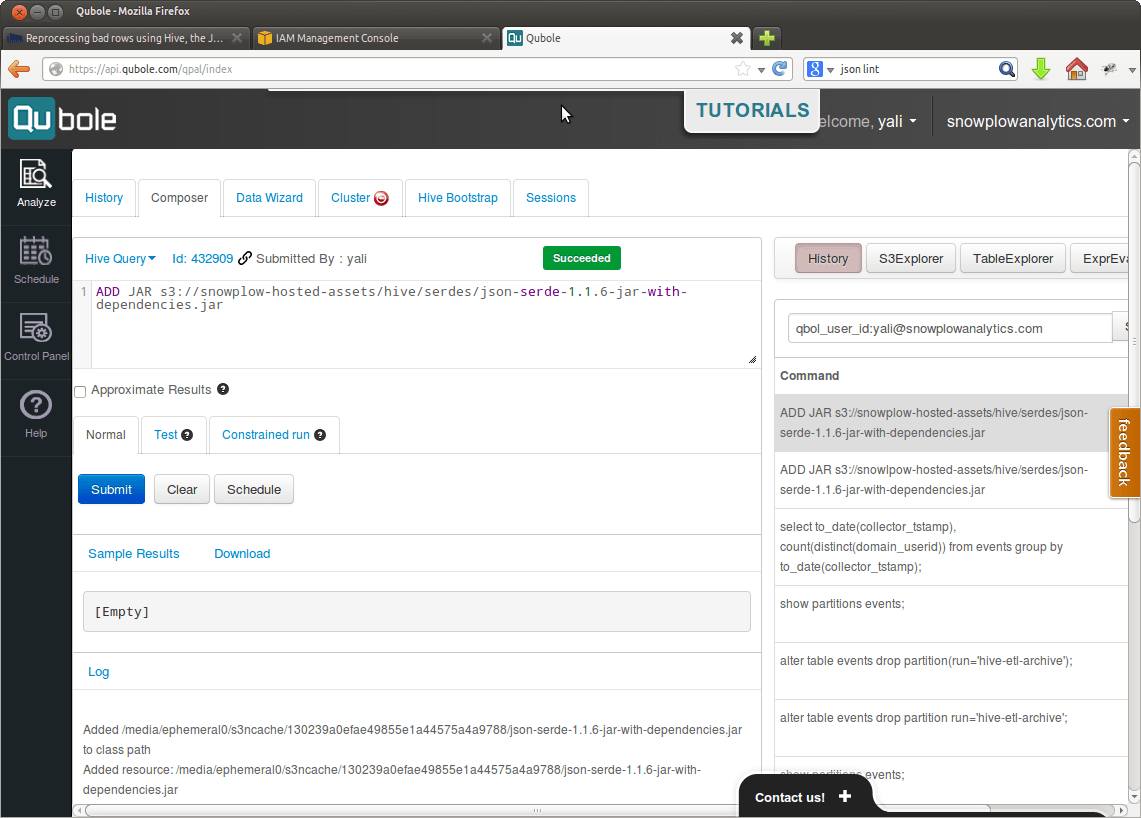 Qubole - Mozilla Firefox
Reprocessing bad rows using Hive, the J...
IAM Management Console
Qubole
https://api.qubole.com/qpal/index
json lint
Qubole
TUTORIALS
elcome, yali
snowplowanalytics.com
Analyze
Schedule
Control Panel
Help
History
Composer
Data Wizard
Cluster
Hive Bootstrap
Sessions
Hive Query
Id: 432909
Submitted By : yali
Succeeded
1
ADD JAR s3://snowplow-hosted-assets/hive/serdes/json-serde-1.1.6-jar-with-
dependencies.jar
Approximate Results
Normal
Test
Constrained run
Submit
Clear
Schedule
Sample Results
Download
[Empty]
Log
Added /media/ephemeral0/s3ncache/130239a0efae49855e1a44575a4a9788/json-serde-1.1.6-jar-with-dependencies.jar
to class path
Added resource: /media/ephemeral0/s3ncache/130239a0efae49855e1a44575a4a9788/json-serde-1.1.6-jar-with-
dependencies.jar
History
S3Explorer
TableExplorer
ExprEva
qbol_user_id:yali@snowplowanalytics.com
Command
ADD JAR s3://snowplow-hosted-assets/hive/serdes/json-
serde-1.1.6-jar-with-dependencies.jar
ADD JAR s3://snowlpow-hosted-assets/hive/serdes/json-
serde-1.1.6-jar-with-dependencies.jar
select to_date(collector_tstamp),
count(distinct(domain_userid)) from events group by
to_date(collector_tstamp);
show partitions events;
alter table events drop partition(run='hive-etl-archive');
alter table events drop partition run='hive-etl-archive';
show partitions events;
feedback
Contact us!